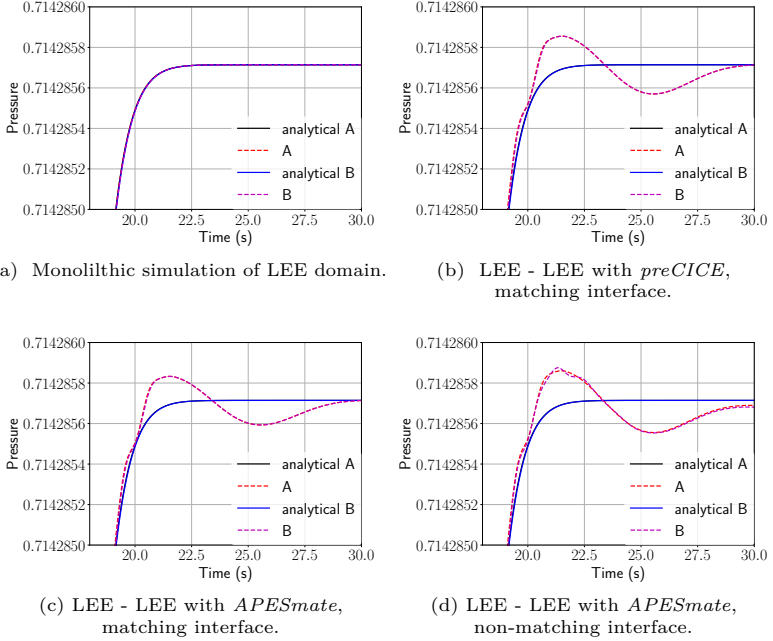 0.7142860
0.7142858
0.7142856
0.7142854
0.7142852
0.7142850
Pressure
analytical A
A
analytical B
B
20.0 22.5 25.0 27.5 30.0
Time (s)
a) Monolilthic simulation of LEE domain.
0.7142860
0.7142858
0.7142856
0.7142854
0.7142852
0.7142850
Pressure
analytical A
A
analytical B
B
20.0 22.5 25.0 27.5 30.0
Time (s)
(b) LEE - LEE with preCICE,
matching interface.
0.7142860
0.7142858
0.7142856
0.7142854
0.7142852
0.7142850
Pressure
analytical A
A
analytical B
B
20.0 22.5 25.0 27.5 30.0
Time (s)
(c) LEE - LEE with APESmate,
matching interface.
0.7142860
0.7142858
0.7142856
0.7142854
0.7142852
0.7142850
Pressure
analytical A
A
analytical B
B
20.0 22.5 25.0 27.5 30.0
Time (s)
(d) LEE - LEE with APESmate,
non-matching interface.